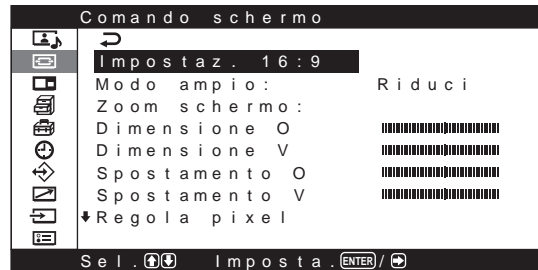 Comando schermo
Impostaz. 16:9
Modo ampio: Riduci
Zoom schermo:
Dimensione O
Dimensione V
Spostamento O
Spostamento V
Regola pixel
Sel. Imposta. ENTER /